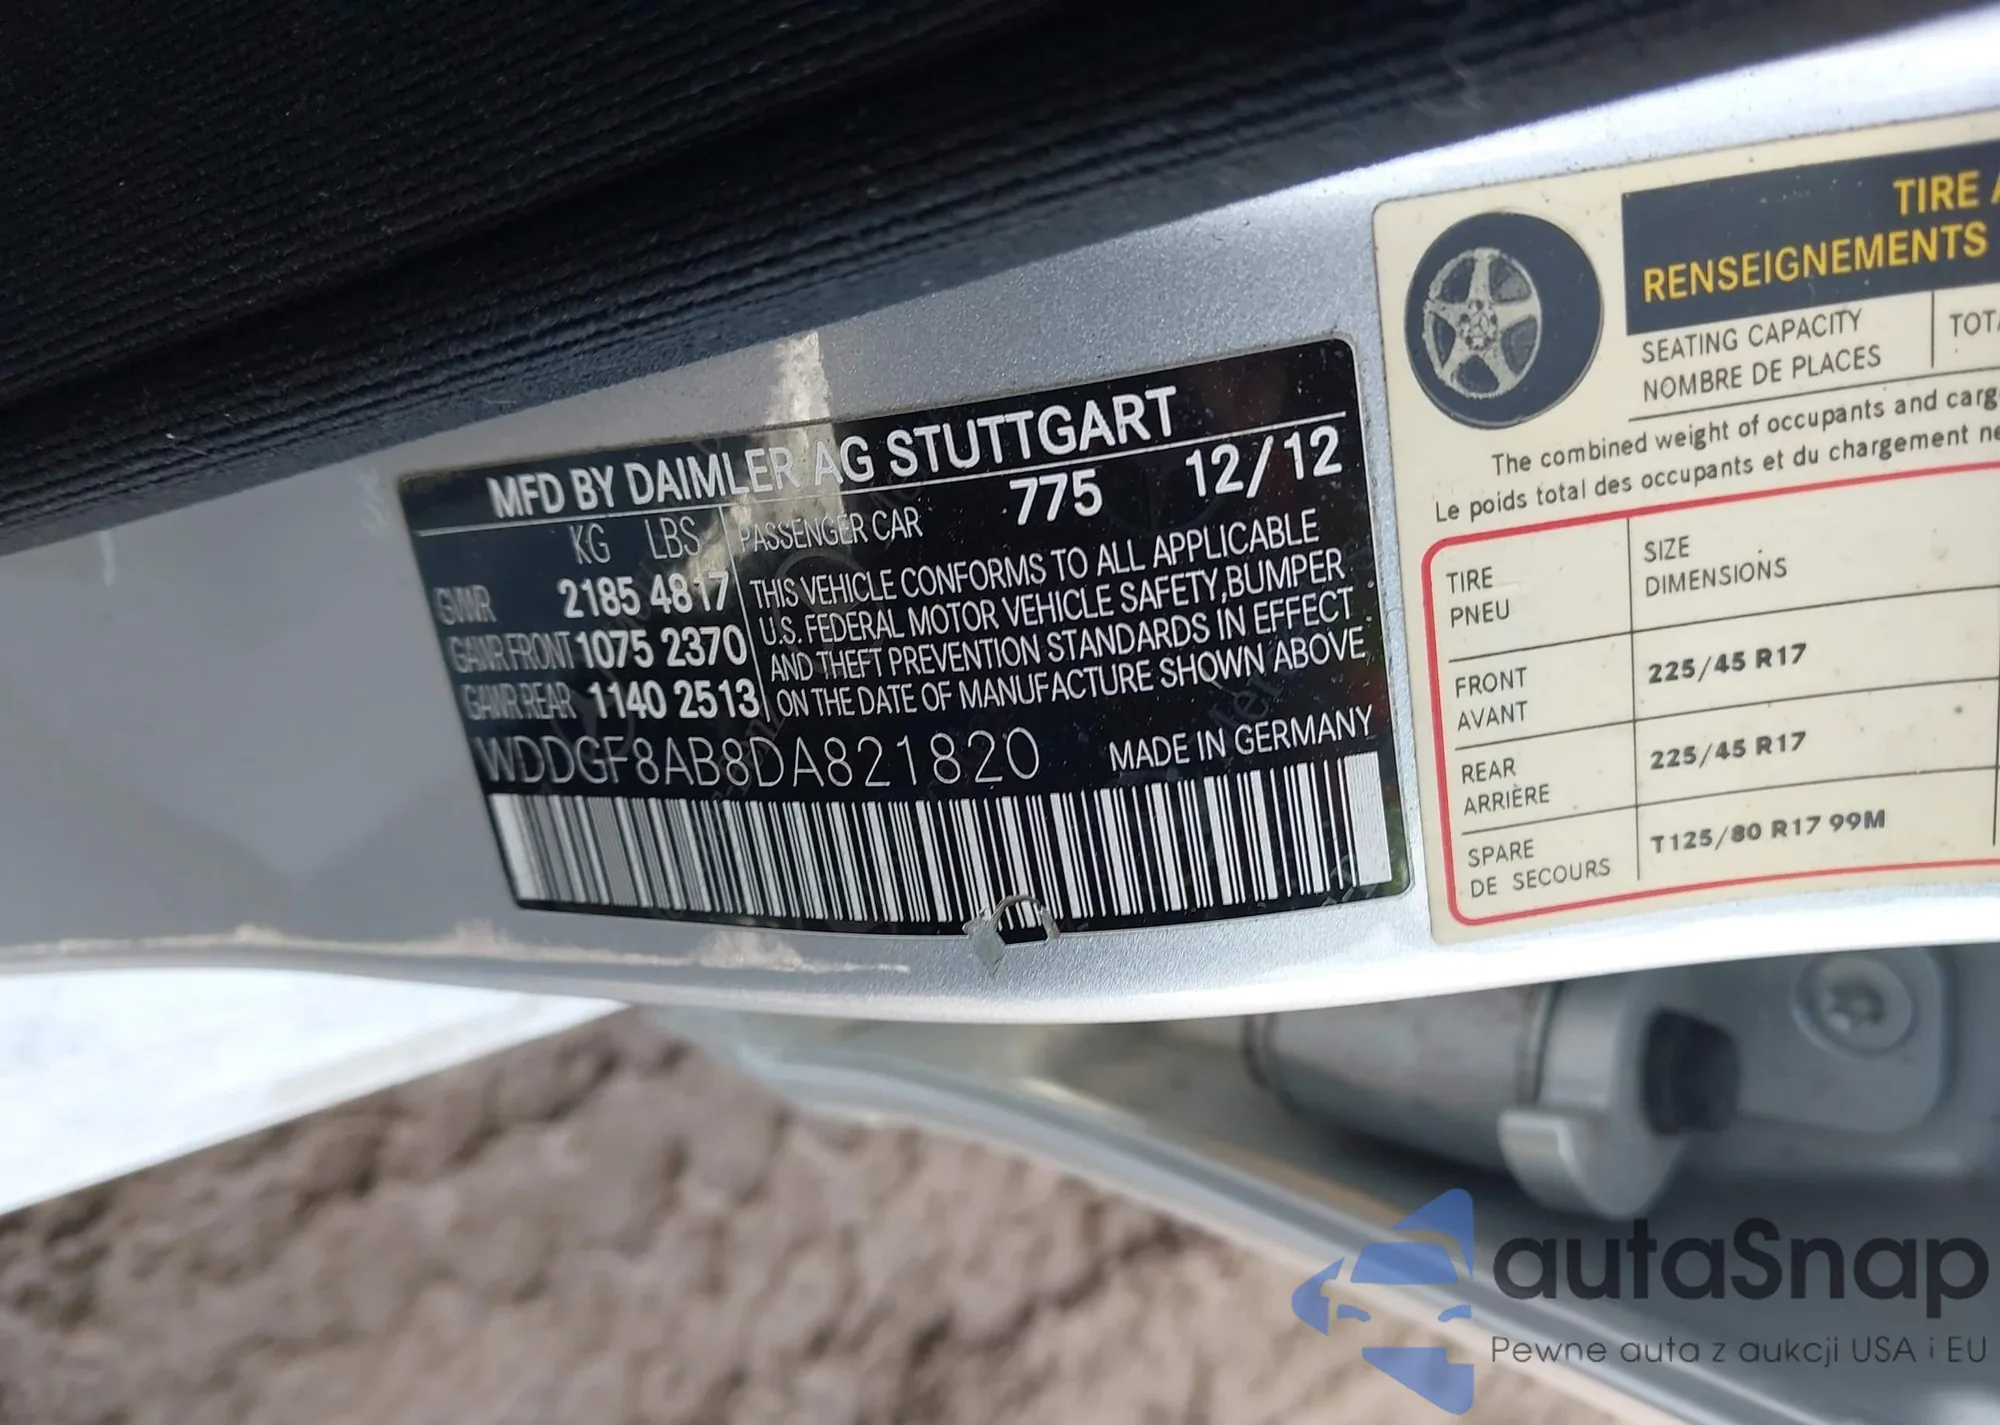 MFD BY DAIMLER AG STUTTGART
KG LBS PASSENGER CAR 775 12/12
GVWR 2185 4817
GAWR FRONT 1075 2370
GAWR REAR 1140 2513
THIS VEHICLE CONFORMS TO ALL APPLICABLE
U.S. FEDERAL MOTOR VEHICLE SAFETY, BUMPER
AND THEFT PREVENTION STANDARDS IN EFFECT
ON THE DATE OF MANUFACTURE SHOWN ABOVE
WDDGF8AB8DA821820 MADE IN GERMANY
TIRE
RENSEIGNEMENTS
SEATING CAPACITY
NOMBRE DE PLACES
The combined weight of occupants and
Le poids total des occupants et du chargement
TIRE SIZE
PNEU DIMENSIONS
FRONT 225/45 R17
AVANT
REAR 225/45 R17
ARRIÈRE
SPARE T125/80 R17 99M
DE SECOURS
autaSnap
Pewne auta z aukcji USA i EU